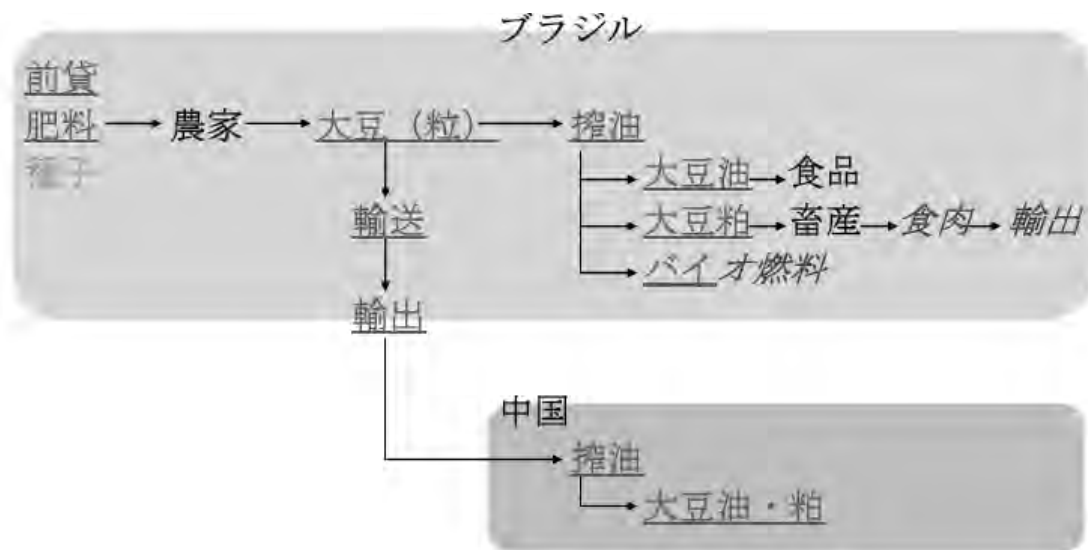 ブラジル
前貸
肥料 農家 大豆（粒） 搾油
種子
大豆油 食品
輸送 大豆粕 畜産 食肉 輸出
バイオ燃料
輸出
中国
搾油
大豆油・粕